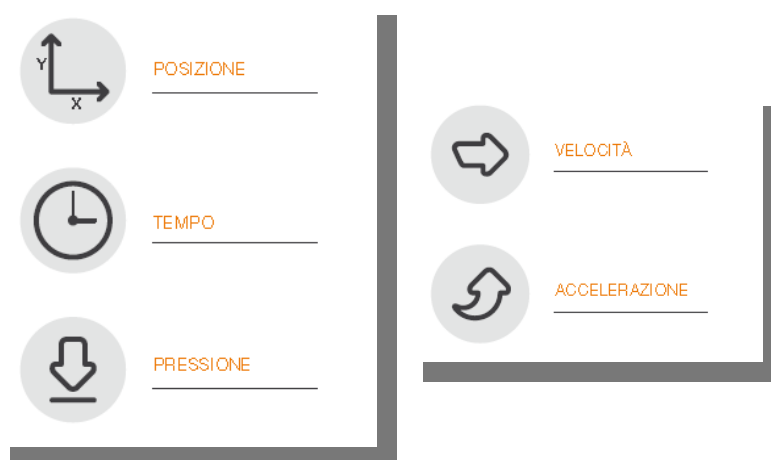 Y
X
POSIZIONE
TEMPO
PRESSIONE
VELOCITÀ
ACCELERAZIONE